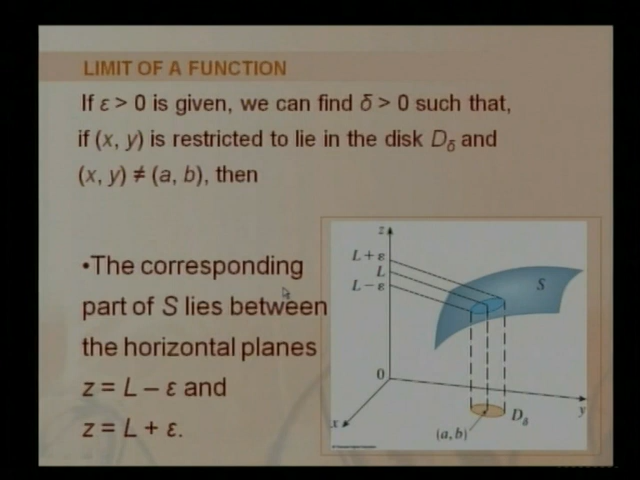 LIMIT OF A FUNCTION
If ε > 0 is given, we can find δ > 0 such that,
if (x, y) is restricted to lie in the disk Dδ and
(x, y) ≠ (a, b), then
•The corresponding
part of S lies between
the horizontal planes
z = L – ε and
z = L + ε.
z
L + ε
L
L − ε
S
0
x
y
(a, b)
Dδ